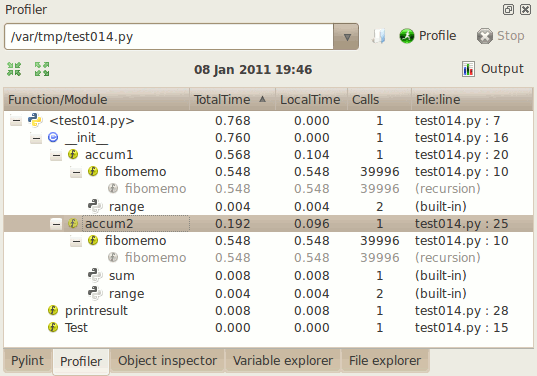 Profiler
/var/tmp/test014.py Profile Stop
08 Jan 2011 19:46 Output
Function/Module TotalTime LocalTime Calls File:line
<test014.py> 0.768 0.000 1 test014.py : 7
__init__ 0.760 0.000 1 test014.py : 16
accum1 0.568 0.104 1 test014.py : 20
fibomemo 0.548 0.548 39996 test014.py : 10
fibomemo 0.548 0.548 39996 (recursion)
range 0.004 0.004 2 (built-in)
accum2 0.192 0.096 1 test014.py : 25
fibomemo 0.548 0.548 39996 test014.py : 10
fibomemo 0.548 0.548 39996 (recursion)
sum 0.008 0.008 1 (built-in)
range 0.004 0.004 2 (built-in)
printresult 0.008 0.008 1 test014.py : 28
Test 0.000 0.000 1 test014.py : 15
Pylint Profiler Object inspector Variable explorer File explorer